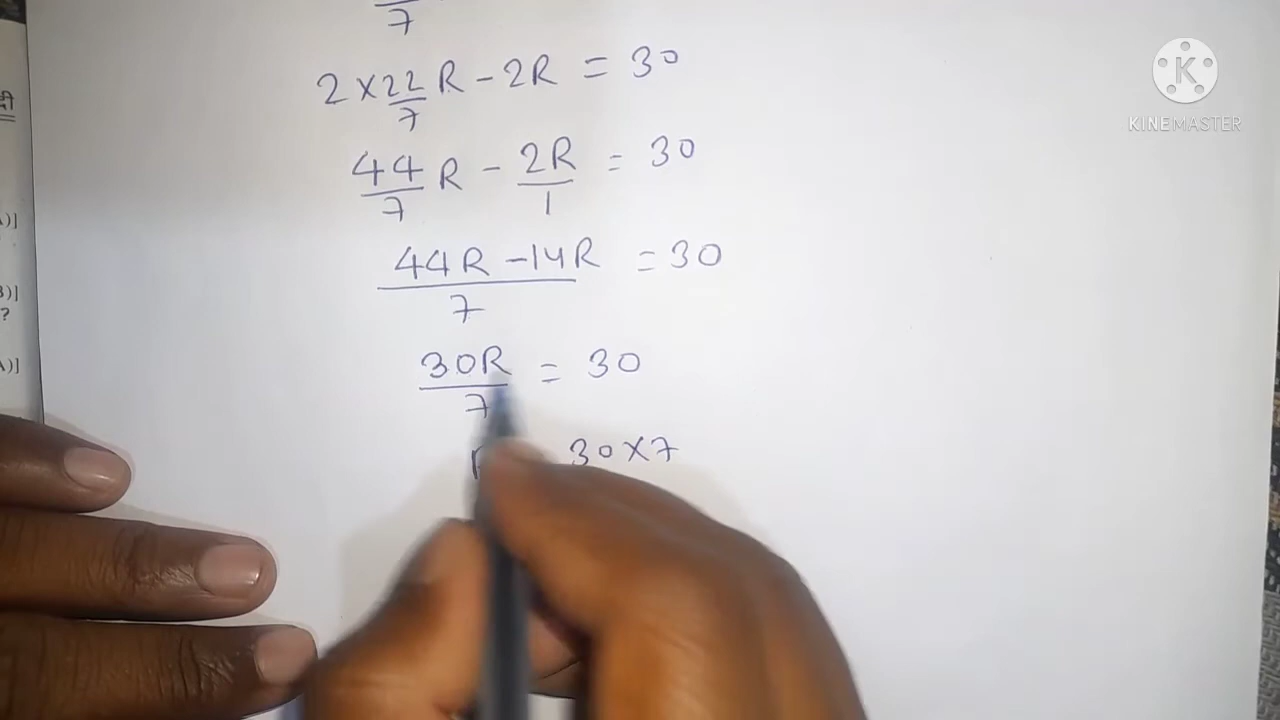 7
2 × 22/7 R - 2R = 30
44/7 R - 2R/1 = 30
44R - 14R / 7 = 30
30R/7 = 30
30 × 7
KINEMASTER
)]
)]
?
)]